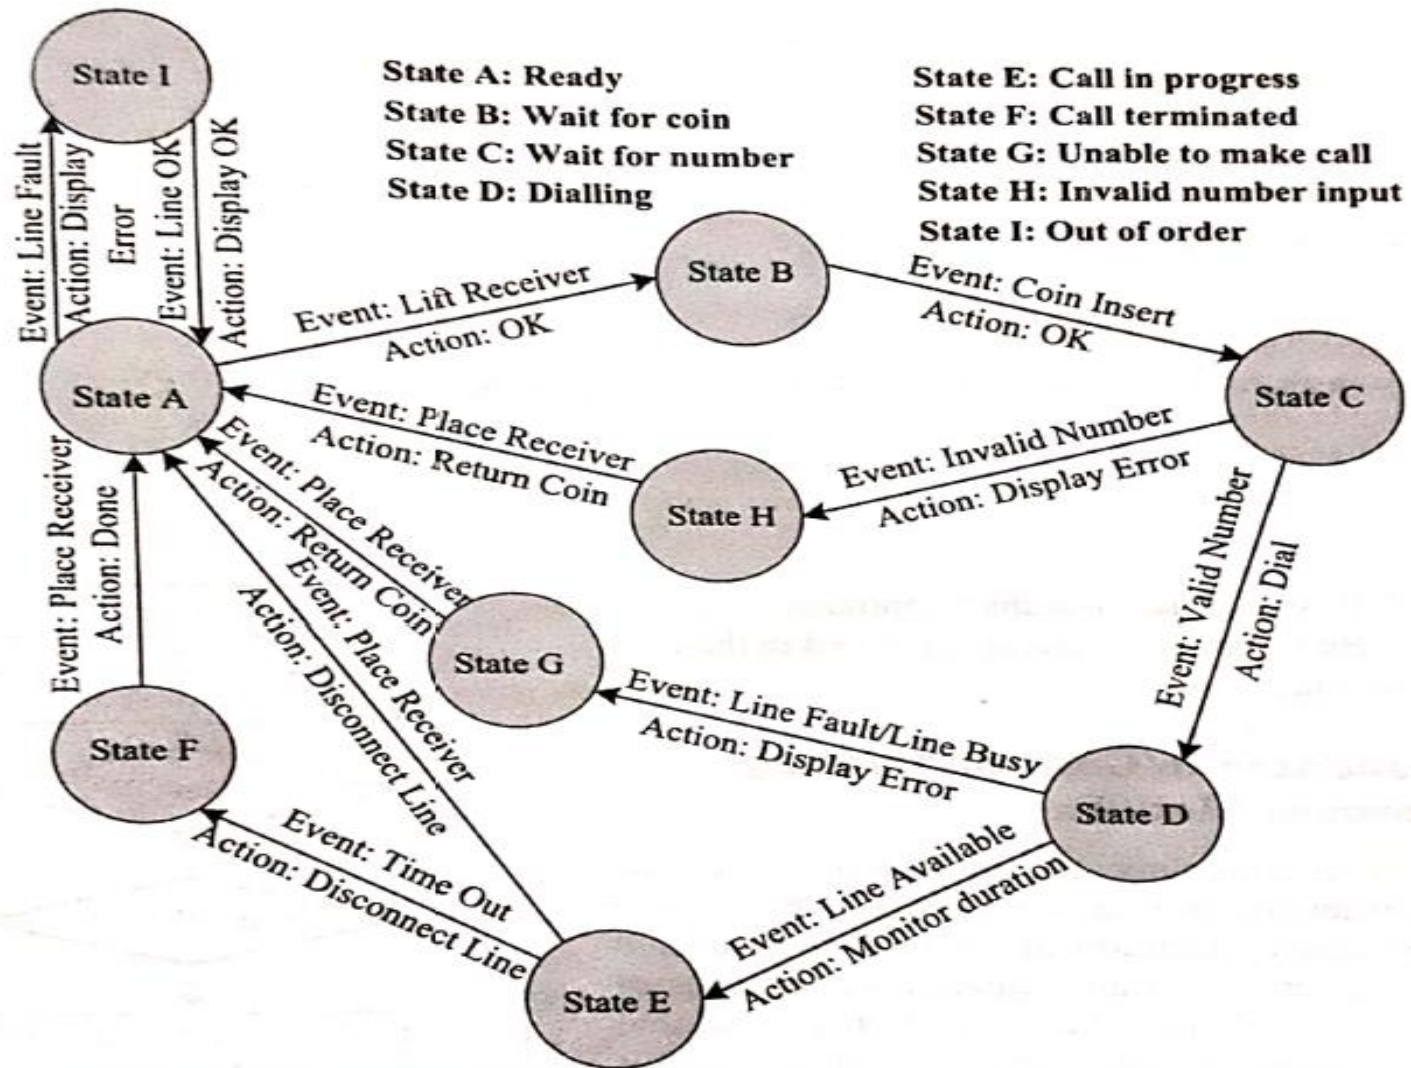 State I
State A: Ready
State B: Wait for coin
State C: Wait for number
State D: Dialling
State E: Call in progress
State F: Call terminated
State G: Unable to make call
State H: Invalid number input
State I: Out of order
Event: Line Fault
Action: Display
Error
Event: Line OK
Action: Display OK
State B
Event: Lift Receiver
Action: OK
Event: Coin Insert
Action: OK
State A
State C
Event: Place Receiver
Action: Return Coin
Event: Invalid Number
Action: Display Error
State H
Event: Place Receiver
Action: Return Coin
Event: Valid Number
Action: Dial
Event: Place Receiver
Action: Done
Event: Place Receiver
Action: Disconnect Line
State G
Event: Line Fault/Line Busy
Action: Display Error
State F
State D
Event: Time Out
Action: Disconnect Line
Event: Line Available
Action: Monitor duration
State E